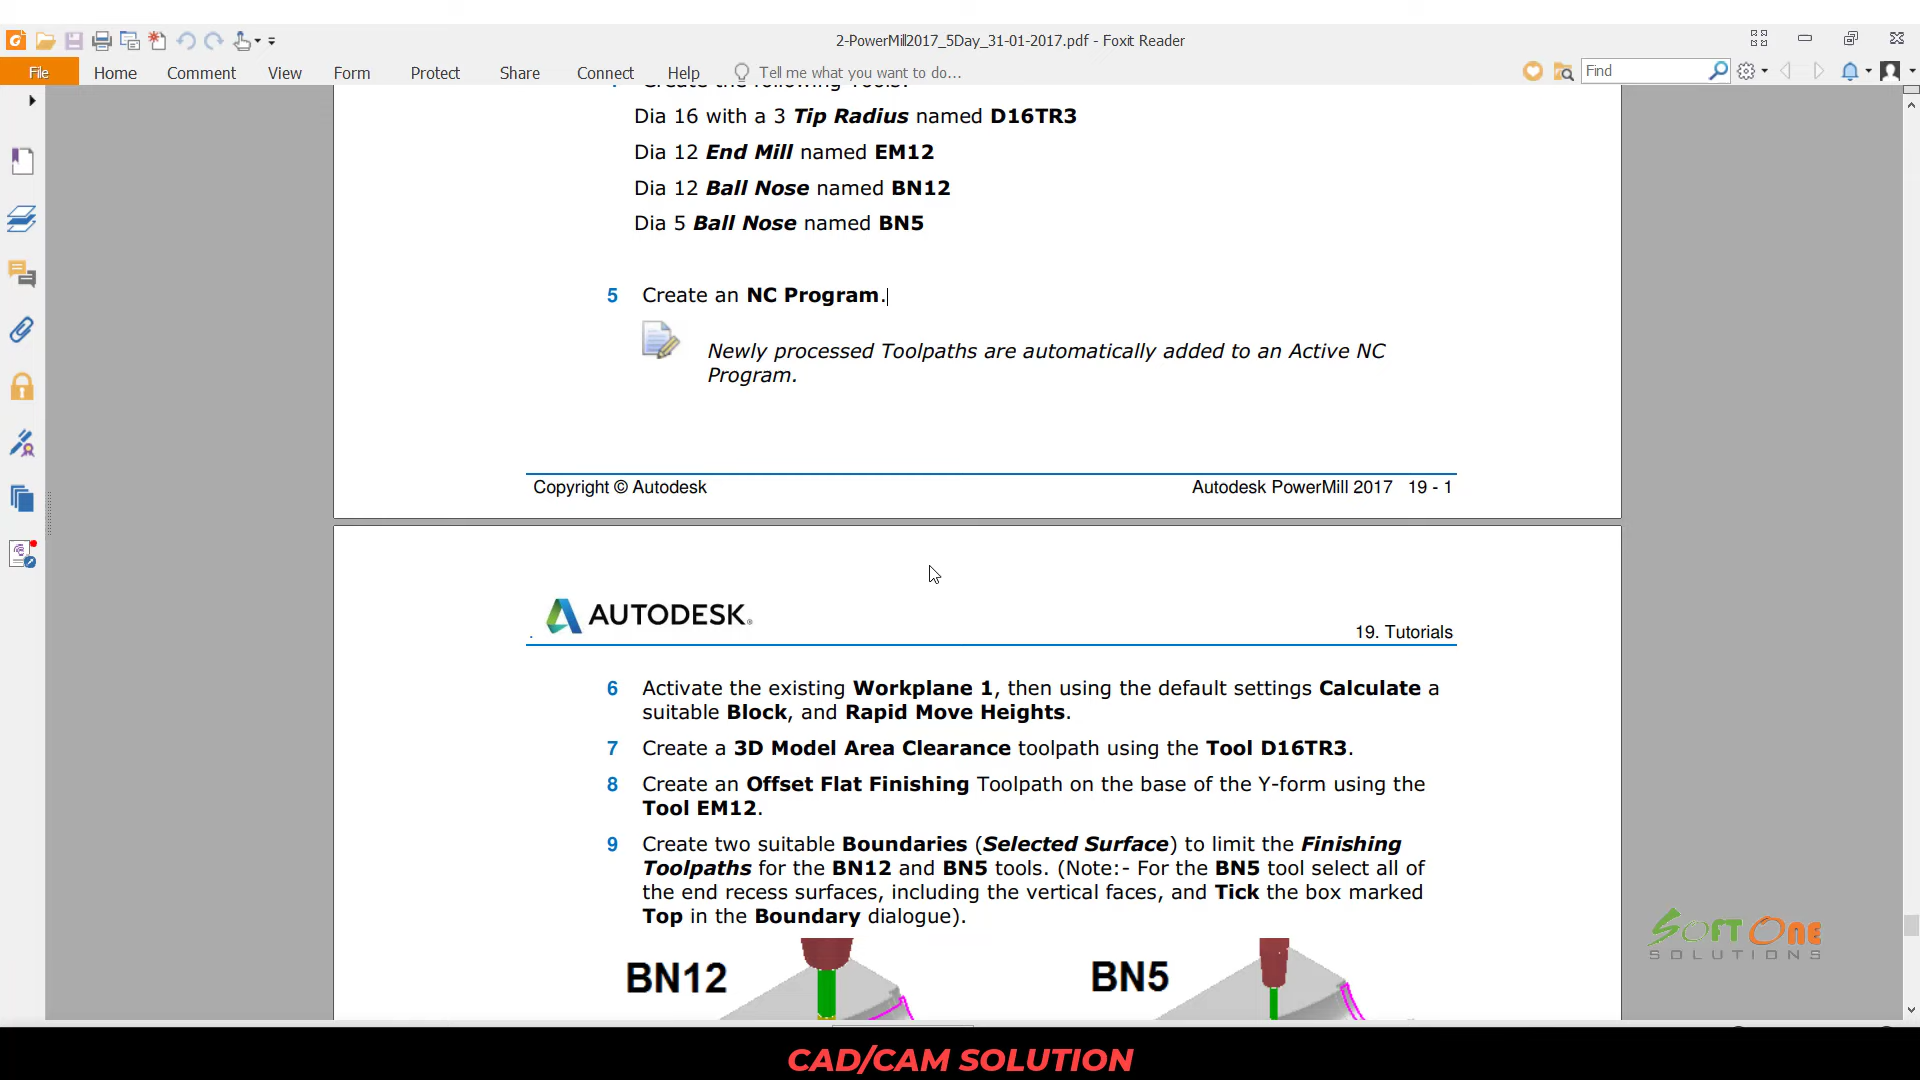 2-PowerMill2017_5Day_31-01-2017.pdf - Foxit Reader
File Home Comment View Form Protect Share Connect Help Tell me what you want to do... Find
Dia 16 with a 3 Tip Radius named D16TR3
Dia 12 End Mill named EM12
Dia 12 Ball Nose named BN12
Dia 5 Ball Nose named BN5
5 Create an NC Program.
Newly processed Toolpaths are automatically added to an Active NC
Program.
Copyright © Autodesk Autodesk PowerMill 2017 19 - 1
AUTODESK®
. 19. Tutorials
6 Activate the existing Workplane 1, then using the default settings Calculate a
suitable Block, and Rapid Move Heights.
7 Create a 3D Model Area Clearance toolpath using the Tool D16TR3.
8 Create an Offset Flat Finishing Toolpath on the base of the Y-form using the
Tool EM12.
9 Create two suitable Boundaries (Selected Surface) to limit the Finishing
Toolpaths for the BN12 and BN5 tools. (Note:- For the BN5 tool select all of
the end recess surfaces, including the vertical faces, and Tick the box marked
Top in the Boundary dialogue).
BN12 BN5
SOFT ONE
SOLUTIONS
CAD/CAM SOLUTION